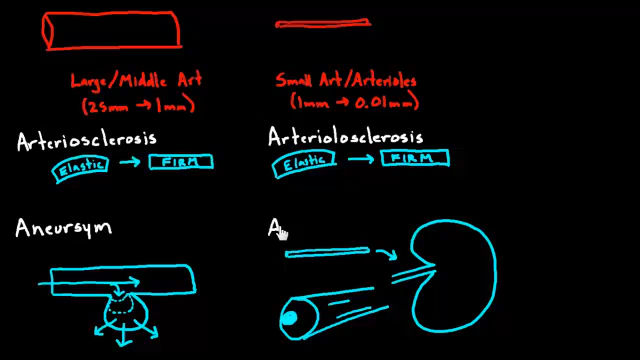 Large/Middle Art
(25mm → 1mm)
Small Art/Arterioles
(1mm → 0.01mm)
Arteriosclerosis
Elastic → FIRM
Arteriolosclerosis
Elastic → FIRM
Aneursym
A